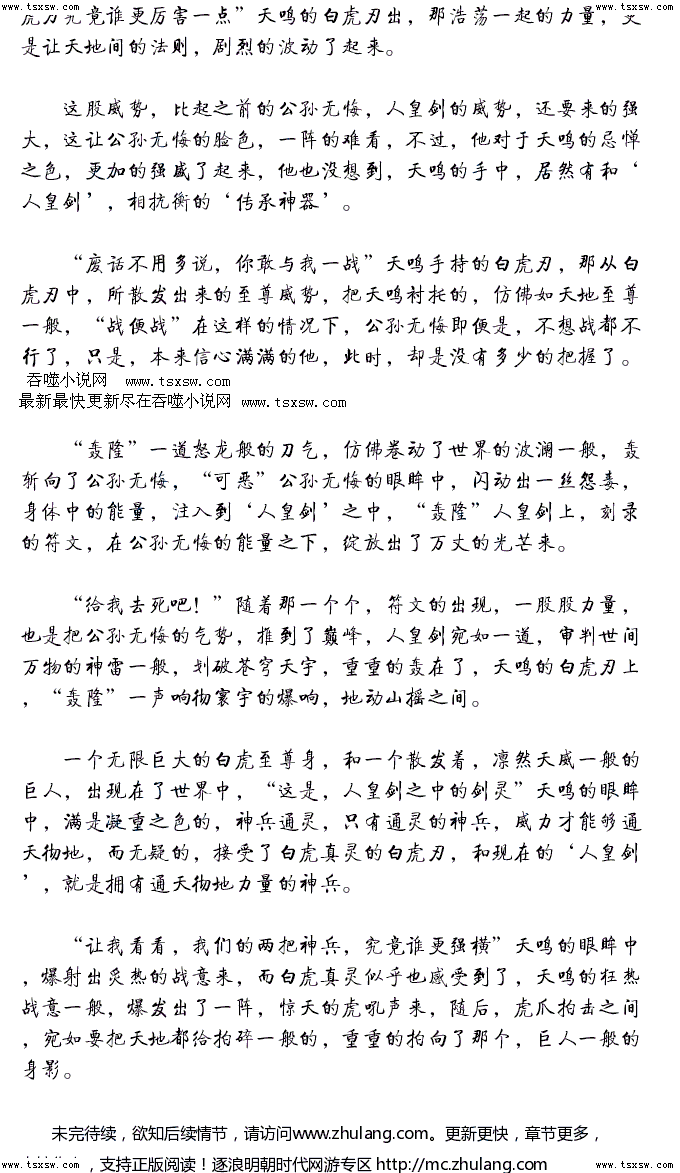 www.tsxsw.com www.tsxsw.com www.tsxsw.com www.tsxsw.com www.tsxsw.com
虎刀究竟谁更厉害一点”天鸣的白虎刃出，那浩荡一起的力量，更
是让天地间的法则，剧烈的波动了起来。
这股威势，比起之前的公孙无悔，人皇剑的威势，还要来的强
大，这让公孙无悔的脸色，一阵的难看，不过，他对于天鸣的忌惮
之色，更加的强盛了起来，他也没想到，天鸣的手中，居然有和‘
人皇剑’，相抗衡的‘传承神器’。
“废话不用多说，你敢与我一战”天鸣手持的白虎刃，那从白
虎刃中，所散发出来的至尊威势，把天鸣衬托的，仿佛如天地至尊
一般，“战便战”在这样的情况下，公孙无悔即便是，不想战都不
行了，只是，本来信心满满的他，此时，却是没有多少的把握了。
吞噬小说网 www.tsxsw.com
最新最快更新尽在吞噬小说网 www.tsxsw.com
“轰隆”一道怒龙般的刀气，仿佛卷动了世界的波澜一般，轰
斩向了公孙无悔，“可恶”公孙无悔的眼眸中，闪动出一丝怨毒，
身体中的能量，注入到‘人皇剑’之中，“轰隆”人皇剑上，刻录
的符文，在公孙无悔的能量之下，绽放出了万丈的光芒来。
“给我去死吧！”随着那一个个，符文的出现，一股股力量，
也是把公孙无悔的气势，推到了巅峰，人皇剑宛如一道，审判世间
万物的神雷一般，划破苍穹天宇，重重的轰在了，天鸣的白虎刃上
，“轰隆”一声响彻寰宇的爆响，地动山摇之间。
一个无限巨大的白虎至尊身，和一个散发着，凛然天威一般的
巨人，出现在了世界中，“这是，人皇剑之中的剑灵”天鸣的眼眸
中，满是凝重之色的，神兵通灵，只有通灵的神兵，威力才能够通
天彻地，而无疑的，接受了白虎真灵的白虎刃，和现在的‘人皇剑
’，就是拥有通天彻地力量的神兵。
“让我看看，我们的两把神兵，究竟谁更强横”天鸣的眼眸中
，爆射出炙热的战意来，而白虎真灵似乎也感受到了，天鸣的狂热
战意一般，爆发出了一阵，惊天的虎吼声来，随后，虎爪拍击之间
，宛如要把天地都给拍碎一般的，重重的拍向了那个，巨人一般的
身影。
未完待续，欲知后续情节，请访问www.zhulang.com。更新更快，章节更多，
，支持正版阅读！逐浪明朝时代网游专区 http://mc.zhulang.com
www.tsxsw.com www.tsxsw.com www.tsxsw.com www.tsxsw.com www.tsxsw.com